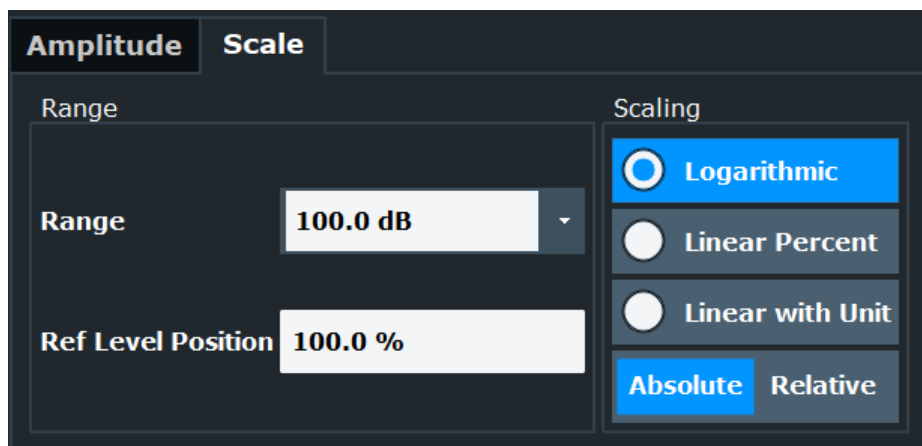 Amplitude Scale
Range
Range 100.0 dB
Ref Level Position 100.0 %
Scaling
Logarithmic
Linear Percent
Linear with Unit
Absolute Relative